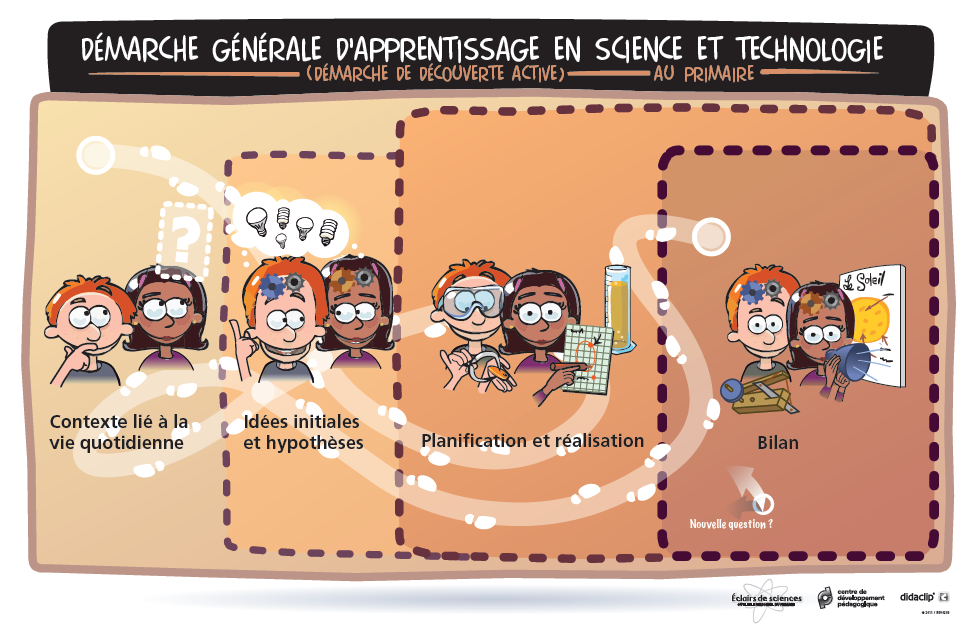 DÉMARCHE GÉNÉRALE D'APPRENTISSAGE EN SCIENCE ET TECHNOLOGIE
(DÉMARCHE DE DÉCOUVERTE ACTIVE) AU PRIMAIRE
?
Le Soleil
Contexte lié à la
vie quotidienne
Idées initiales
et hypothèses
Planification et réalisation
Bilan
Nouvelle question ?
Éclairs de sciences
centre de
développement
pédagogique
didaclip